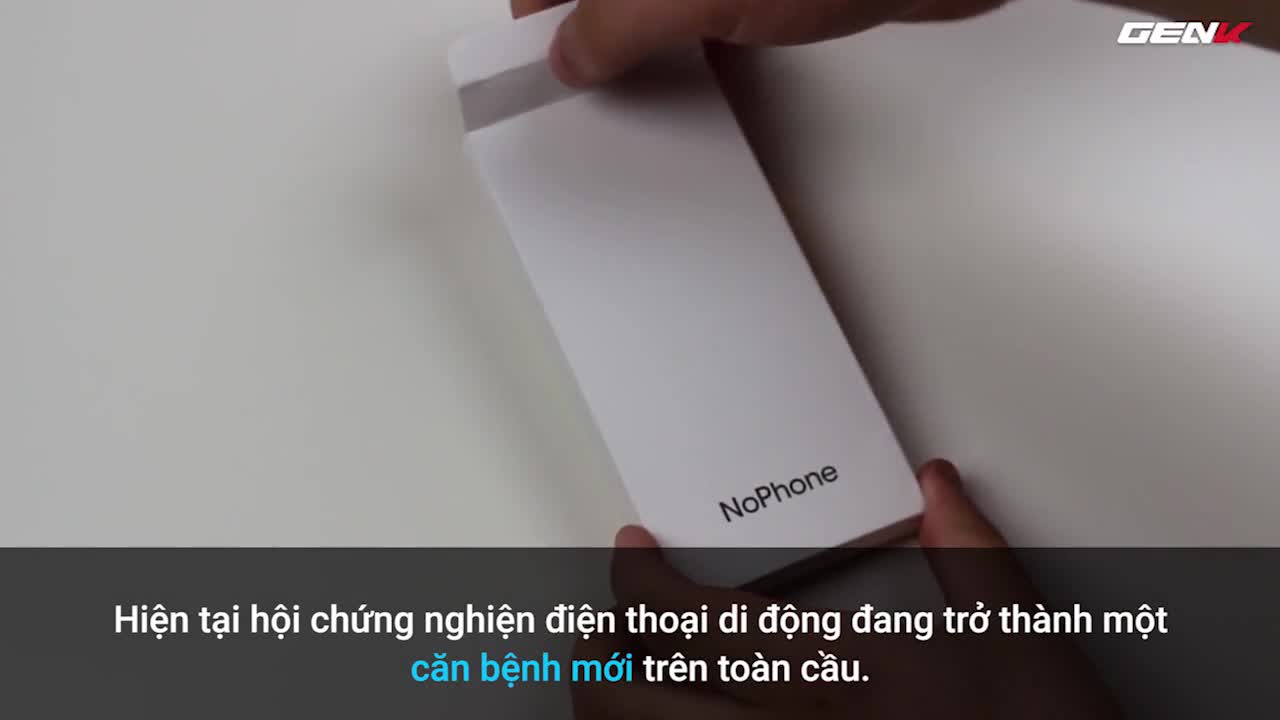 GENK
NoPhone
Hiện tại hội chứng nghiện điện thoại di động đang trở thành một
căn bệnh mới trên toàn cầu.